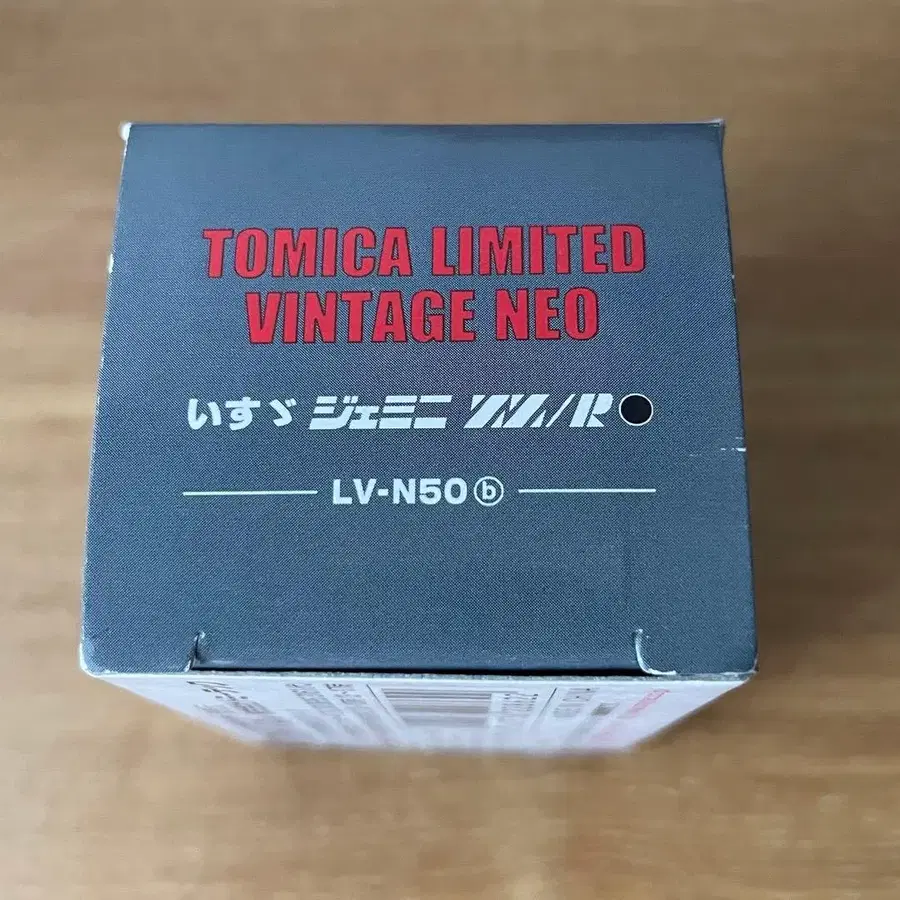 TOMICA LIMITED
VINTAGE NEO
いすゞ ジェミニ ZZ/R
LV-N50ⓑ